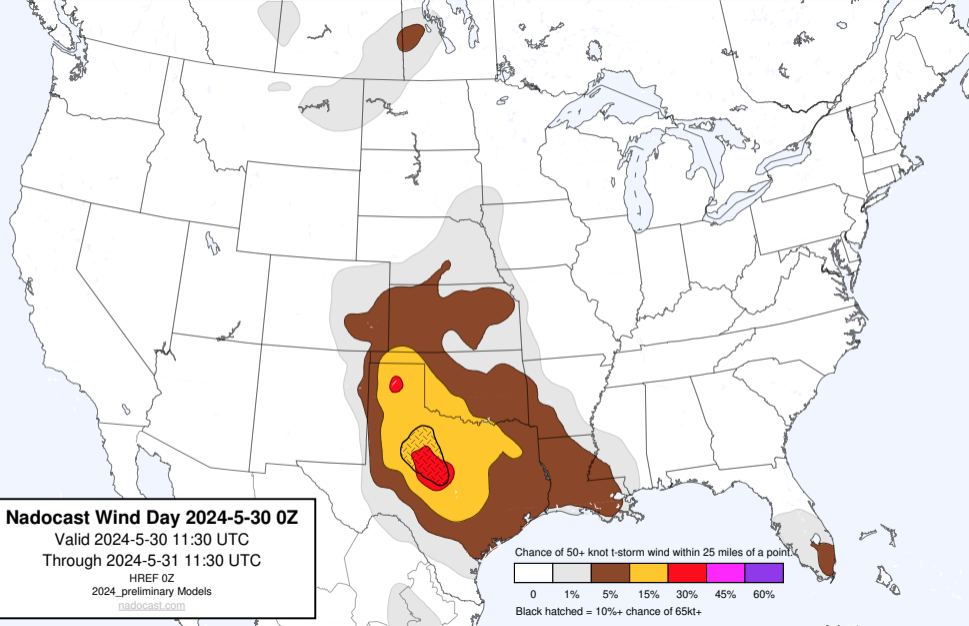 Nadocast Wind Day 2024-5-30 0Z
Valid 2024-5-30 11:30 UTC
Through 2024-5-31 11:30 UTC
HREF 0Z
2024_preliminary Models
nadocast.com
Chance of 50+ knot t-storm wind within 25 miles of a point.
0 1% 5% 15% 30% 45% 60%
Black hatched = 10%+ chance of 65kt+